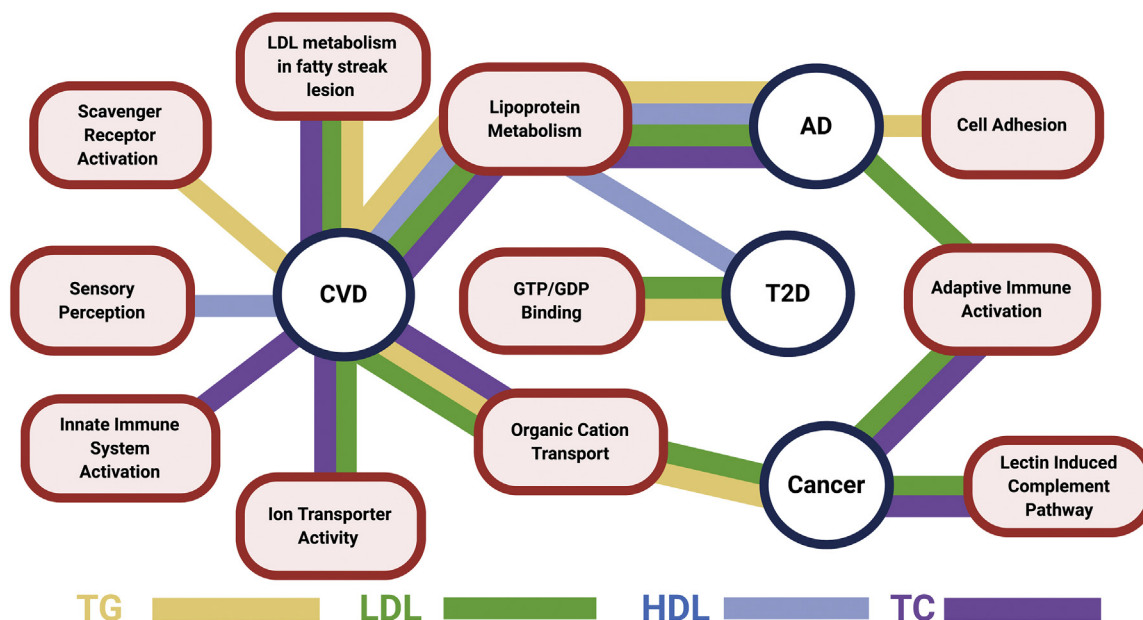 LDL metabolism
in fatty streak
lesion
Scavenger
Receptor
Activation
Lipoprotein
Metabolism
AD
Cell Adhesion
Sensory
Perception
CVD
GTP/GDP
Binding
T2D
Adaptive Immune
Activation
Innate Immune
System
Activation
Organic Cation
Transport
Cancer
Lectin Induced
Complement
Pathway
Ion Transporter
Activity
TG
LDL
HDL
TC